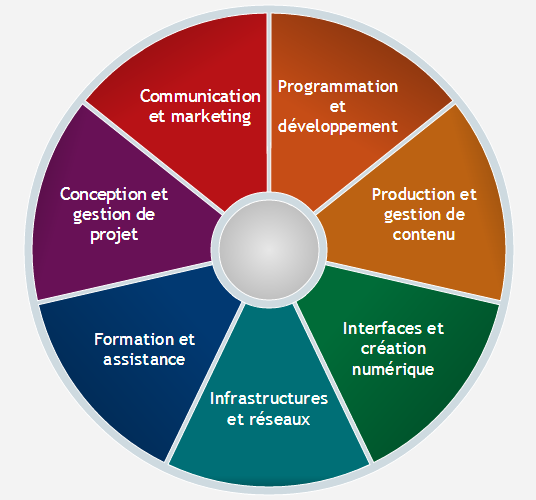 Programmation
et
développement
Production et
gestion de
contenu
Interfaces et
création
numérique
Infrastructures
et réseaux
Formation et
assistance
Conception et
gestion de
projet
Communication
et marketing